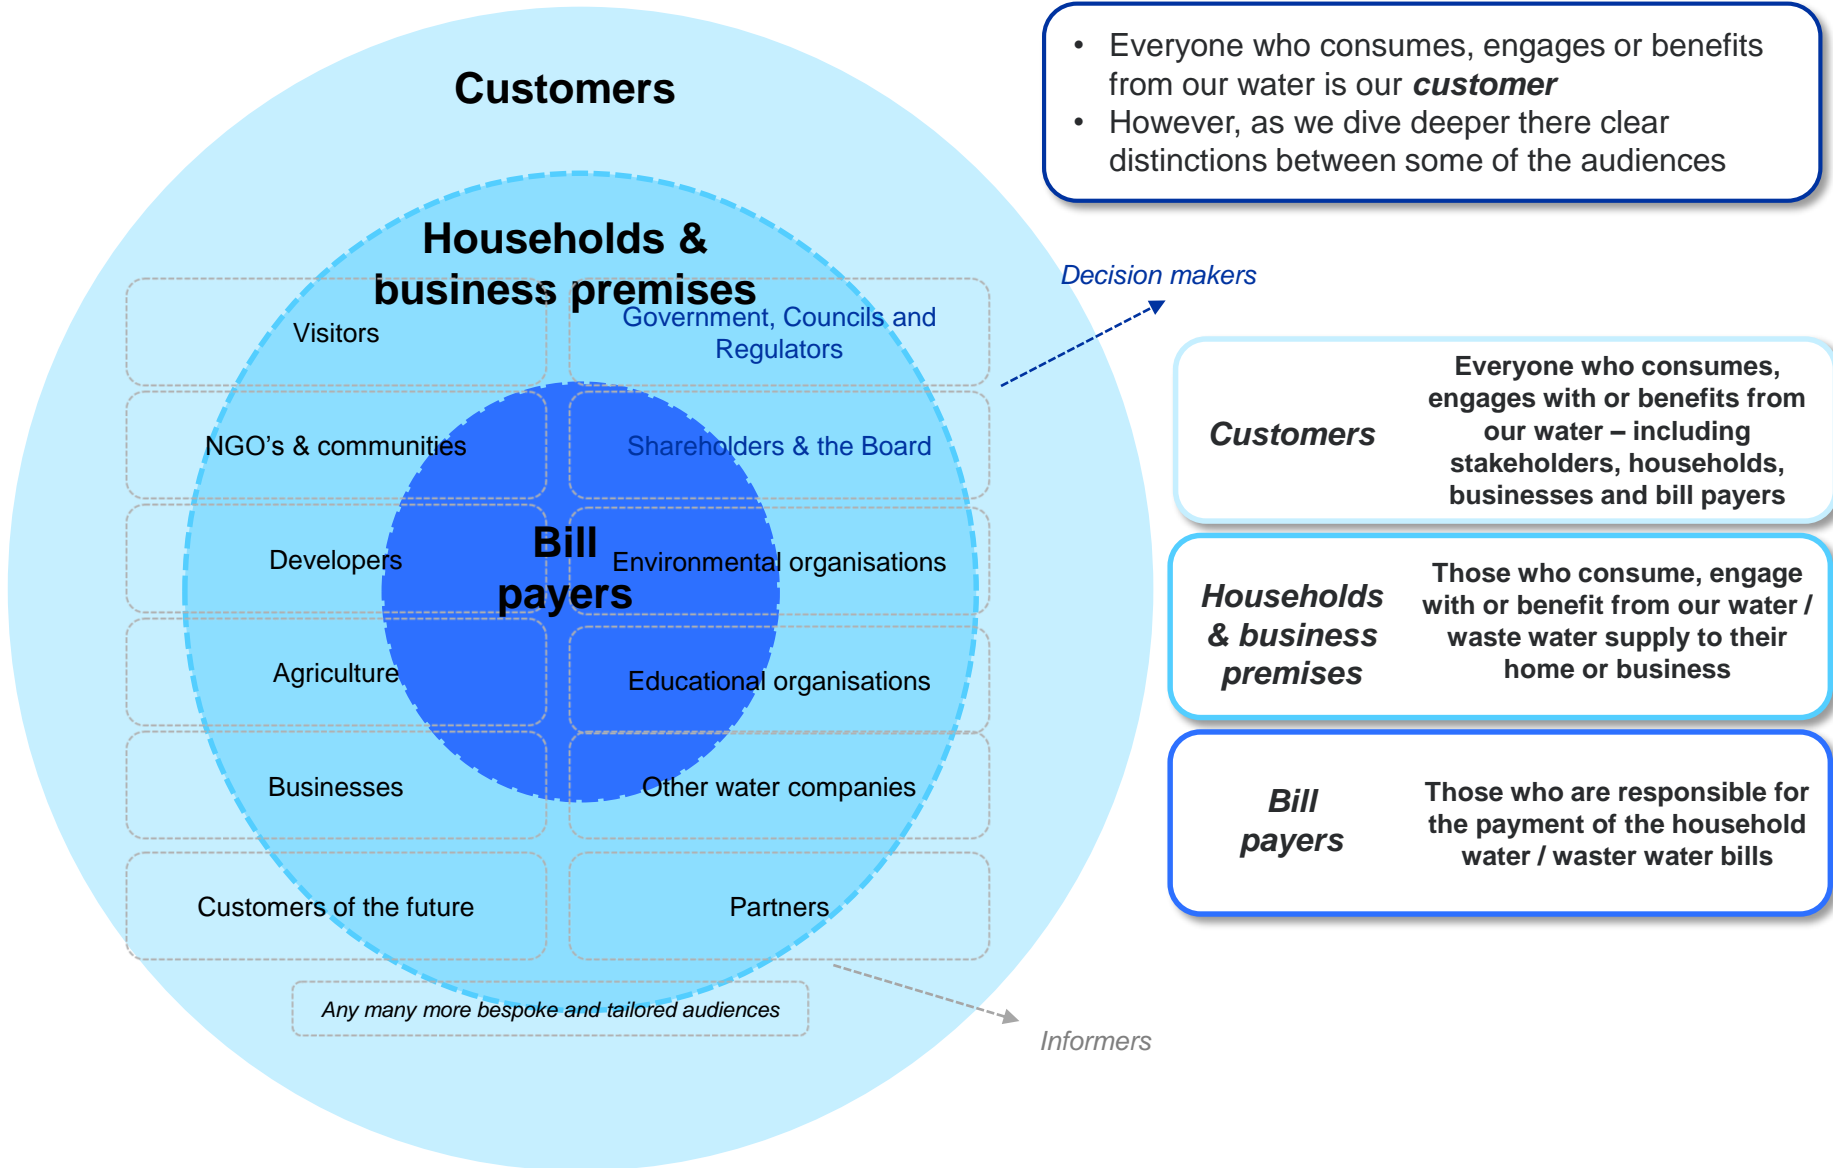 Customers
• Everyone who consumes, engages or benefits
from our water is our customer
• However, as we dive deeper there clear
distinctions between some of the audiences
Households &
business premises
Decision makers
Visitors
Government, Councils and
Regulators
NGO's & communities
Shareholders & the Board
Bill
payers
Developers
Environmental organisations
Agriculture
Educational organisations
Businesses
Other water companies
Customers of the future
Partners
Any many more bespoke and tailored audiences
Informers
Customers
Everyone who consumes,
engages with or benefits from
our water – including
stakeholders, households,
businesses and bill payers
Households
& business
premises
Those who consume, engage
with or benefit from our water /
waste water supply to their
home or business
Bill
payers
Those who are responsible for
the payment of the household
water / waster water bills